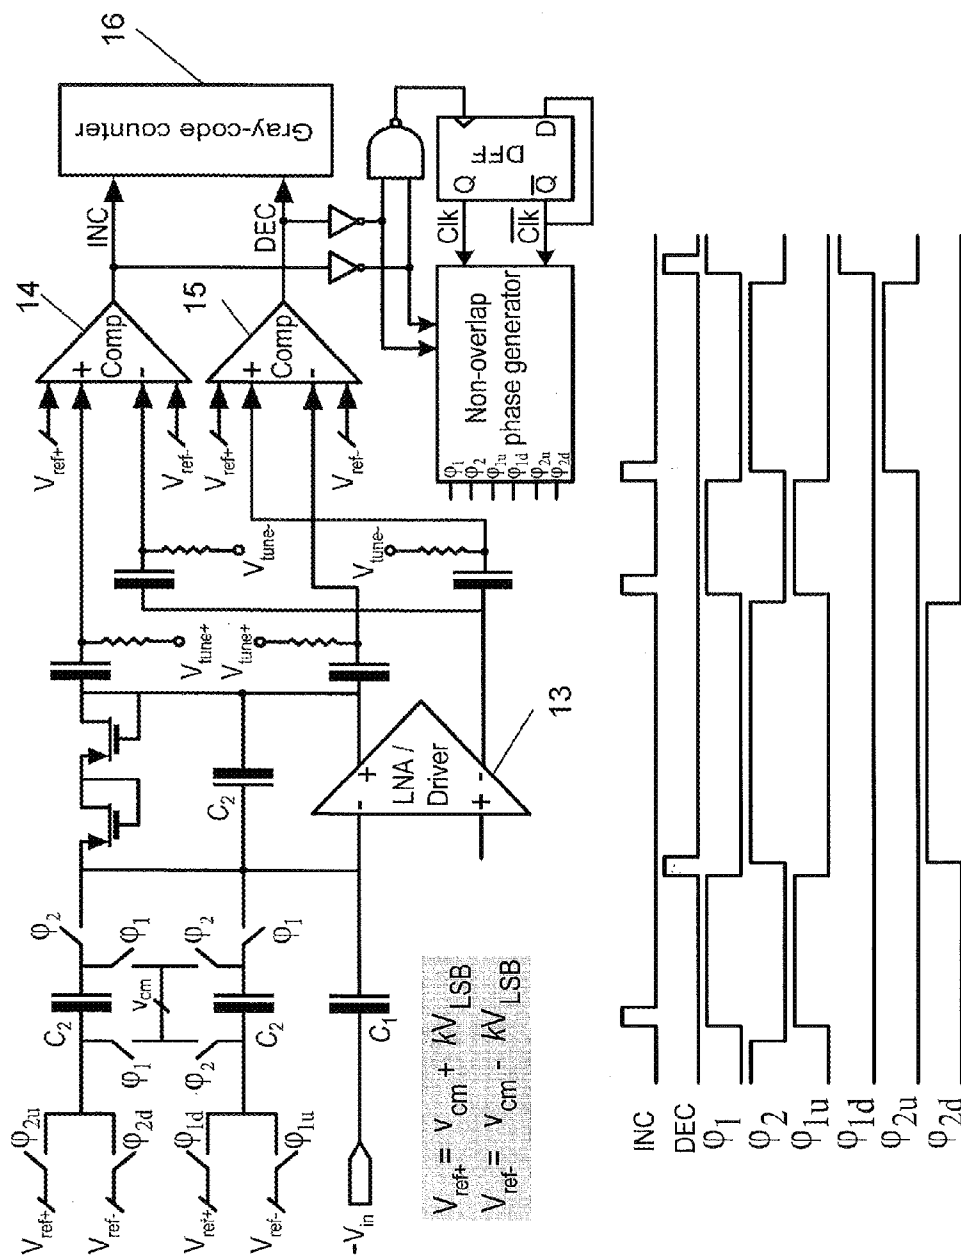 16
Gray-code counter
INC
DEC
14
15
Comp
+
-
Comp
+
-
Vref+
Vref-
Vref+
Vref-
Vtune-
Vtune-
Vtune+
Vtune+
DFF
Q
Q̅
D
Clk
C̅l̅k̅
Non-overlap
phase generator
φ1
φ2
φ1u
φ1d
φ2u
φ2d
13
LNA /
Driver
-
+
+
-
C2
φ2
φ1
φ2
φ1
C2
vcm
C2
φ1
φ2
C1
φ2u
φ2d
φ1d
φ1u
Vref+
Vref-
Vref+
Vref-
-Vin
Vref+= vcm + kVLSB
Vref-= vcm - kVLSB
INC
DEC
φ1
φ2
φ1u
φ1d
φ2u
φ2d